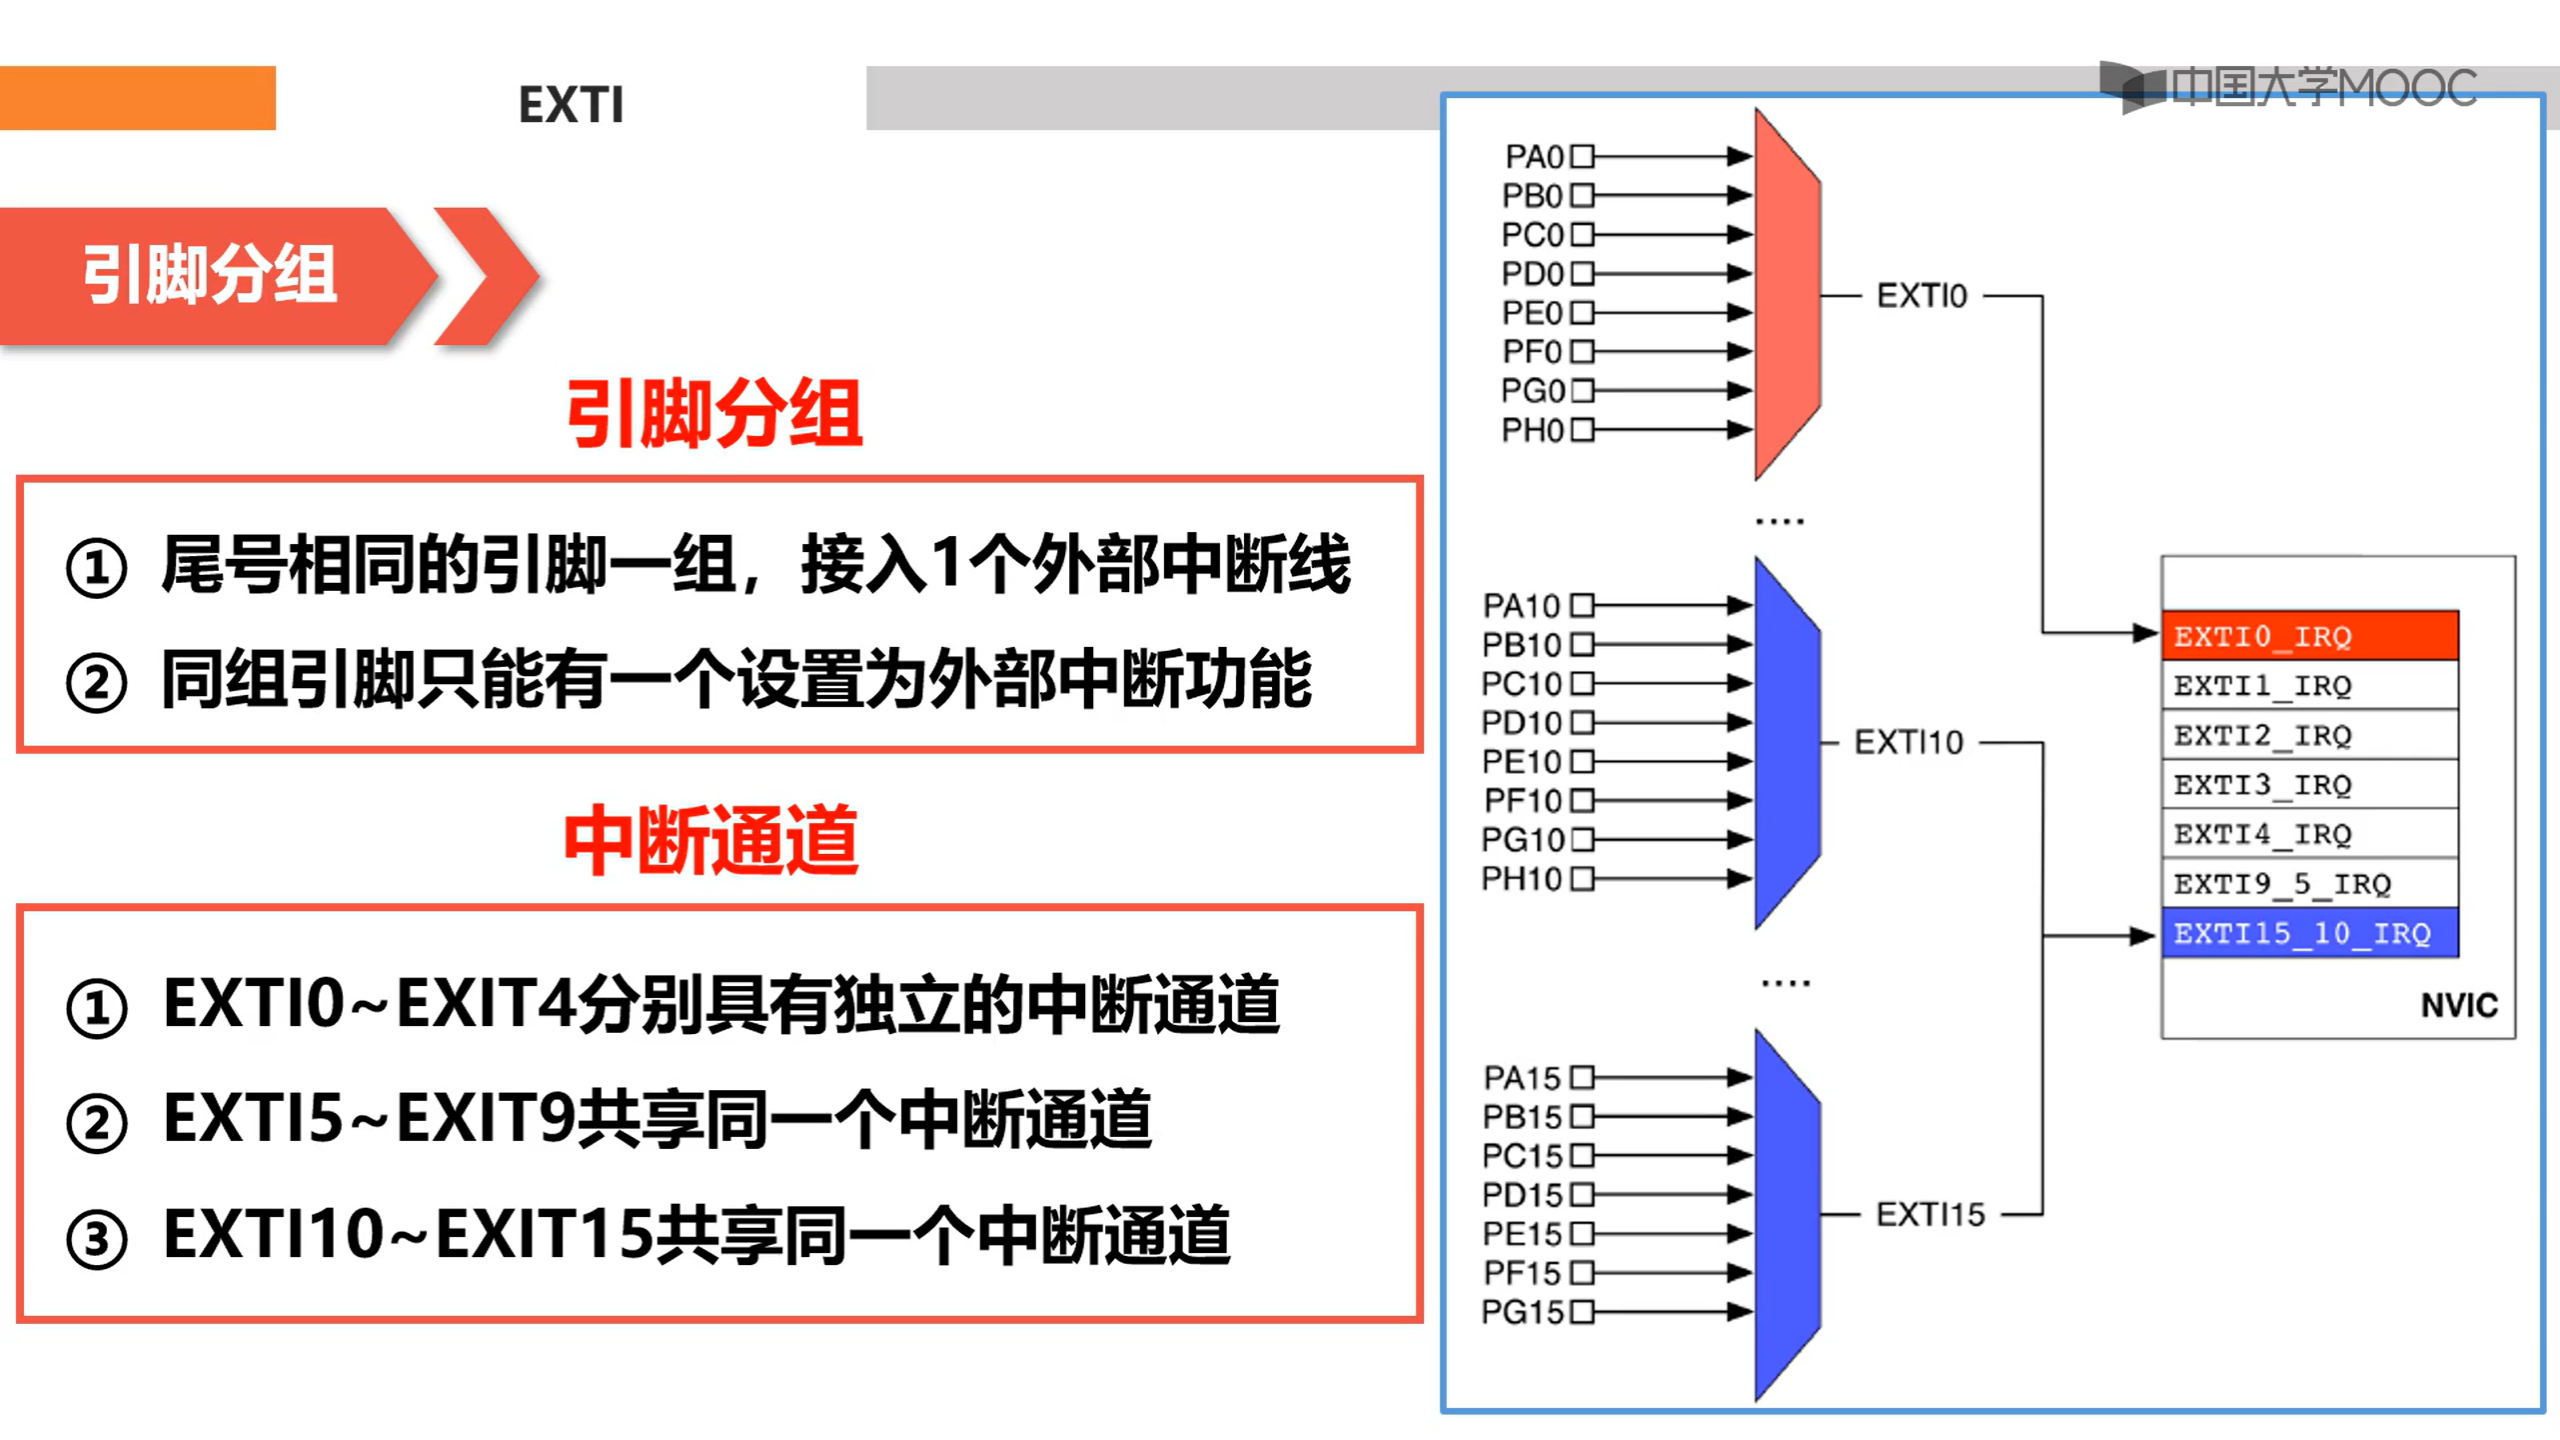 EXTI
中国大学MOOC
引脚分组
引脚分组
① 尾号相同的引脚一组，接入1个外部中断线
② 同组引脚只能有一个设置为外部中断功能
中断通道
① EXTI0~EXIT4分别具有独立的中断通道
② EXTI5~EXIT9共享同一个中断通道
③ EXTI10~EXIT15共享同一个中断通道
PA0
PB0
PC0
PD0
PE0
PF0
PG0
PH0
EXTI0
....
PA10
PB10
PC10
PD10
PE10
PF10
PG10
PH10
EXTI10
....
PA15
PB15
PC15
PD15
PE15
PF15
PG15
EXTI15
EXTI0_IRQ
EXTI1_IRQ
EXTI2_IRQ
EXTI3_IRQ
EXTI4_IRQ
EXTI9_5_IRQ
EXTI15_10_IRQ
NVIC